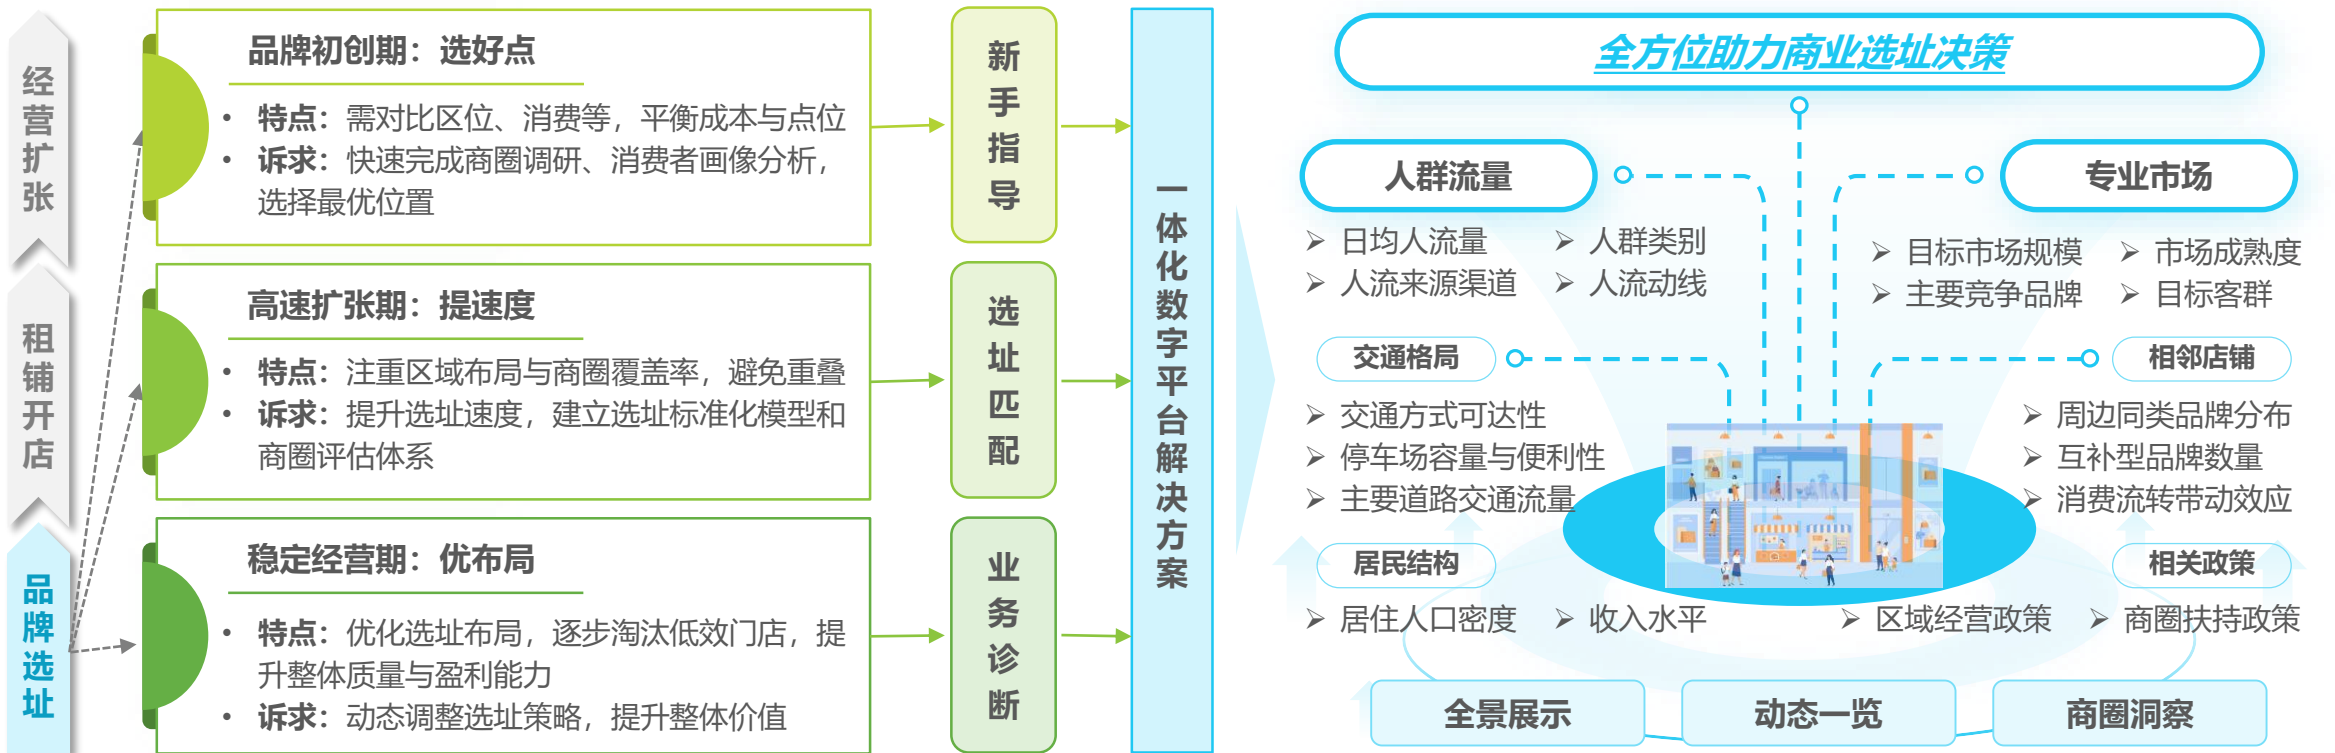 经营扩张
租铺开店
品牌选址
品牌初创期：选好点
• 特点：需对比区位、消费等，平衡成本与点位
• 诉求：快速完成商圈调研、消费者画像分析，
选择最优位置
新手指导
高速扩张期：提速度
• 特点：注重区域布局与商圈覆盖率，避免重叠
• 诉求：提升选址速度，建立选址标准化模型和
商圈评估体系
选址匹配
稳定经营期：优布局
• 特点：优化选址布局，逐步淘汰低效门店，提
升整体质量与盈利能力
• 诉求：动态调整选址策略，提升整体价值
业务诊断
一体化数字平台解决方案
全方位助力商业选址决策
人群流量
➢ 日均人流量 ➢ 人群类别
➢ 人流来源渠道 ➢ 人流动线
专业市场
➢ 目标市场规模 ➢ 市场成熟度
➢ 主要竞争品牌 ➢ 目标客群
交通格局
➢ 交通方式可达性
➢ 停车场容量与便利性
➢ 主要道路交通流量
相邻店铺
➢ 周边同类品牌分布
➢ 互补型品牌数量
➢ 消费流转带动效应
居民结构
➢ 居住人口密度 ➢ 收入水平
相关政策
➢ 区域经营政策 ➢ 商圈扶持政策
全景展示
动态一览
商圈洞察